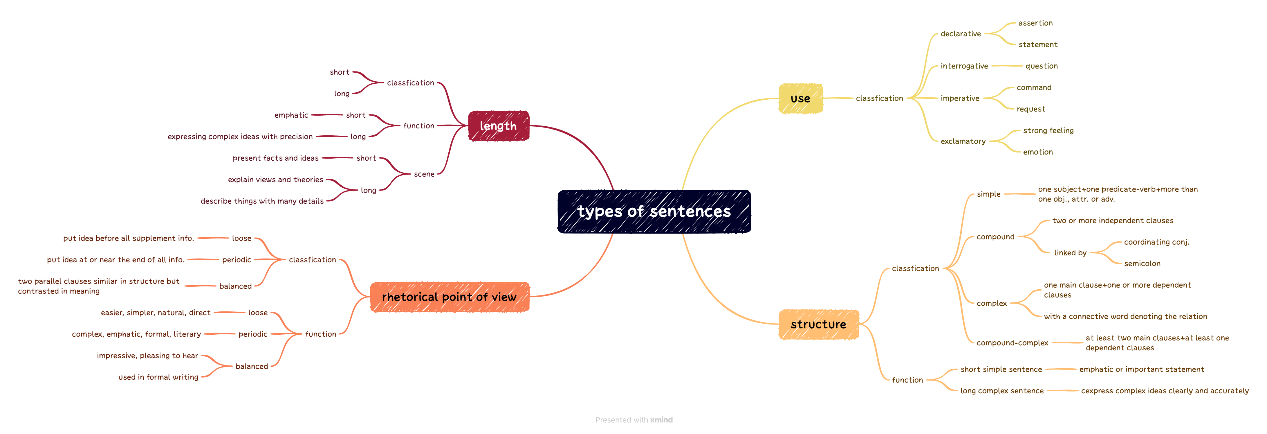 types of sentences
use
classfication
declarative
assertion
statement
interrogative
question
imperative
command
request
exclamatory
strong feeling
emotion
structure
classfication
simple
one subject+one predicate-verb+more than
one obj., attr. or adv.
compound
two or more independent clauses
linked by
coordinating conj.
semicolon
complex
one main clause+one or more dependent
clauses
with a connective word denoting the relation
compound-complex
at least two main clauses+at least one
dependent clauses
function
short simple sentence
emphatic or important statement
long complex sentence
cexpress complex ideas clearly and accurately
length
classfication
short
long
function
short
emphatic
long
expressing complex ideas with precision
scene
short
present facts and ideas
long
explain views and theories
describe things with many details
rhetorical point of view
classfication
loose
put idea before all supplement info.
periodic
put idea at or near the end of all info.
balanced
two parallel clauses similar in structure but
contrasted in meaning
function
loose
easier, simpler, natural, direct
periodic
complex, emphatic, formal, literary
balanced
impressive, pleasing to hear
used in formal writing
Presented with xmind